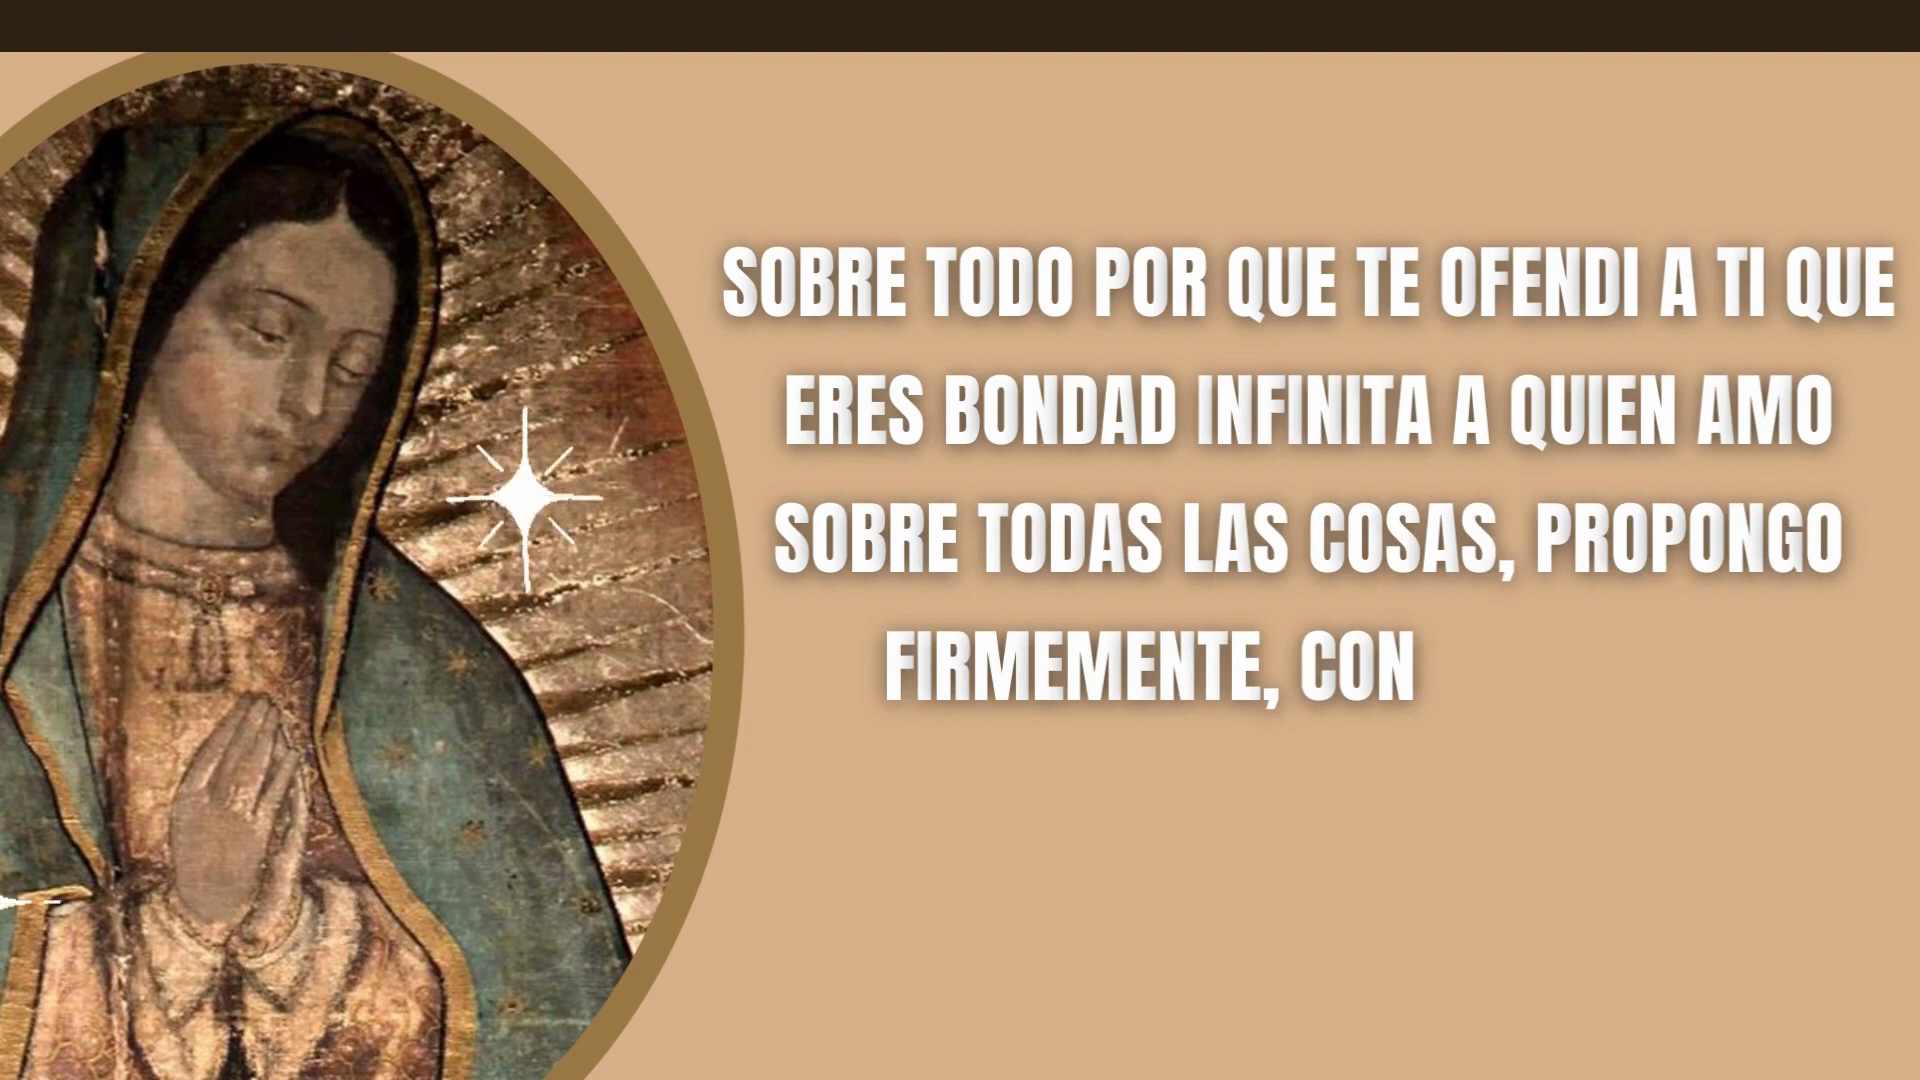 SOBRE TODO POR QUE TE OFENDI A TI QUE
ERES BONDAD INFINITA A QUIEN AMO
SOBRE TODAS LAS COSAS, PROPONGO
FIRMEMENTE, CON